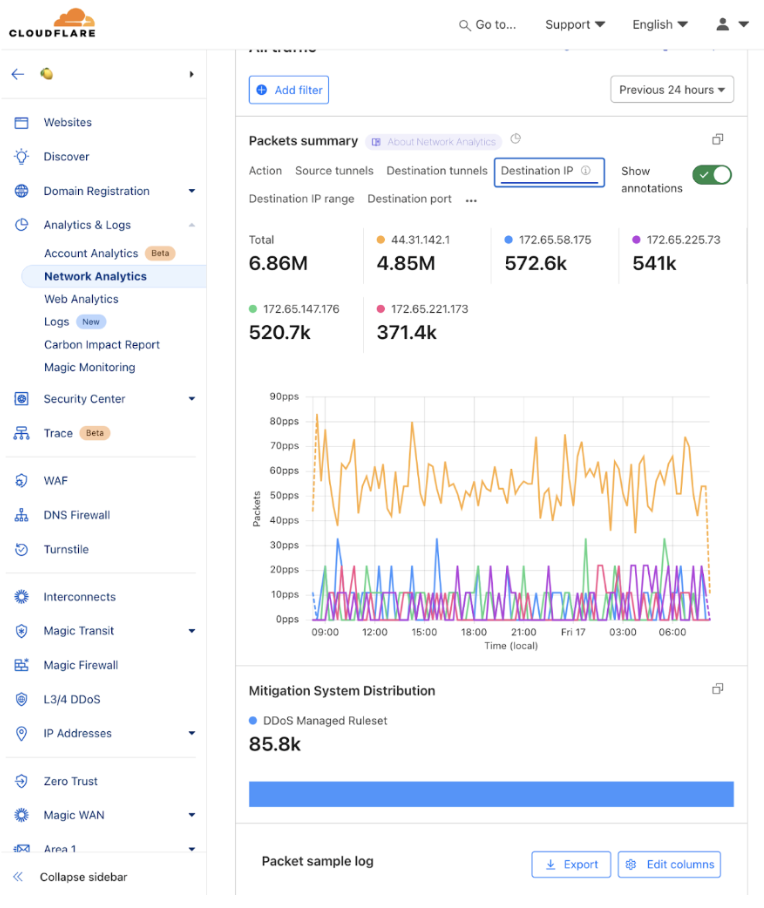 CLOUDFLARE
Go to...
Support
English
Websites
Discover
Domain Registration
Analytics & Logs
Account Analytics Beta
Network Analytics
Web Analytics
Logs New
Carbon Impact Report
Magic Monitoring
Security Center
Trace Beta
WAF
DNS Firewall
Turnstile
Interconnects
Magic Transit
Magic Firewall
L3/4 DDoS
IP Addresses
Zero Trust
Magic WAN
Area 1
Collapse sidebar
All traffic
Add filter
Previous 24 hours
Packets summary About Network Analytics
Action Source tunnels Destination tunnels Destination IP
Show annotations
Destination IP range Destination port ...
Total 44.31.142.1 172.65.58.175 172.65.225.73
6.86M 4.85M 572.6k 541k
172.65.147.176 172.65.221.173
520.7k 371.4k
90pps
80pps
70pps
60pps
50pps
40pps
30pps
20pps
10pps
0pps
Packets
09:00 12:00 15:00 18:00 21:00 Fri 17 03:00 06:00
Time (local)
Mitigation System Distribution
DDoS Managed Ruleset
85.8k
Packet sample log
Export
Edit columns